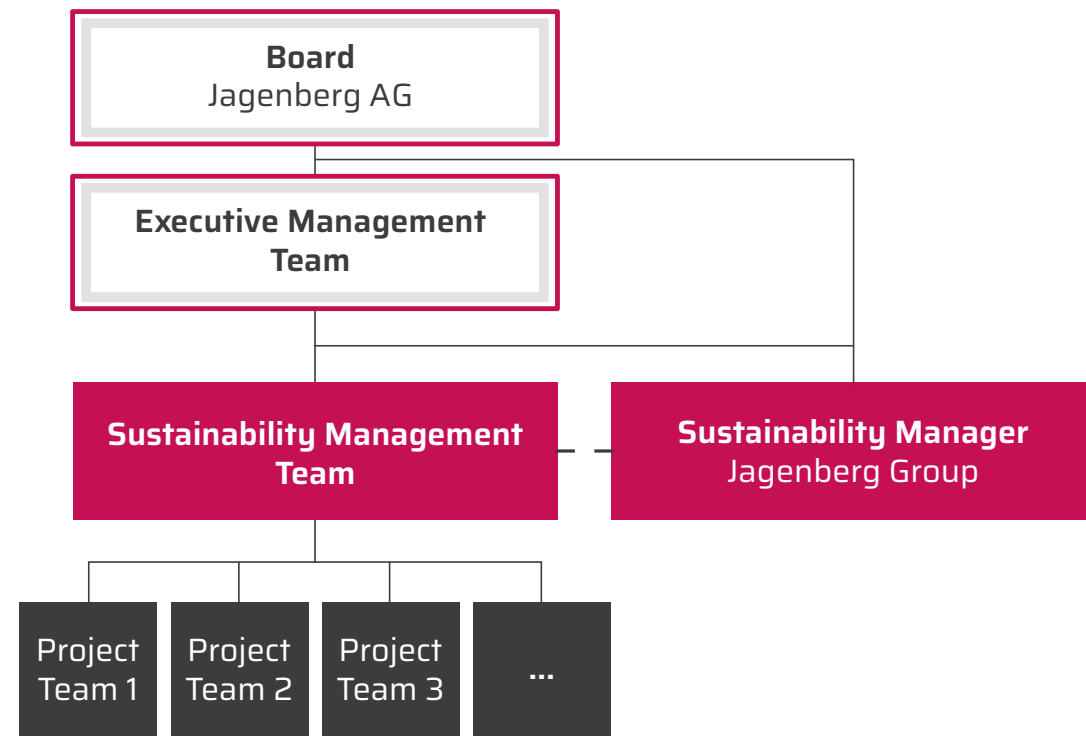 Board
Jagenberg AG
Executive Management
Team
Sustainability Management
Team
Sustainability Manager
Jagenberg Group
Project
Team 1
Project
Team 2
Project
Team 3
...